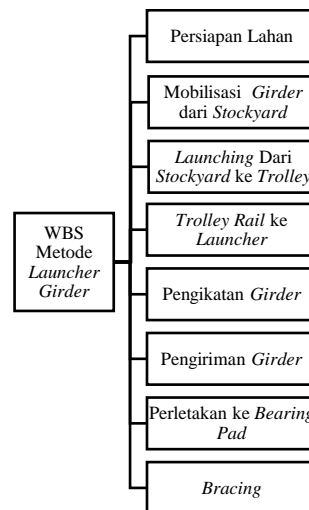 WBS
Metode
Launcher
Girder
Persiapan Lahan
Mobilisasi Girder
dari Stockyard
Launching Dari
Stockyard ke Trolley
Trolley Rail ke
Launcher
Pengikatan Girder
Pengiriman Girder
Perletakan ke Bearing
Pad
Bracing